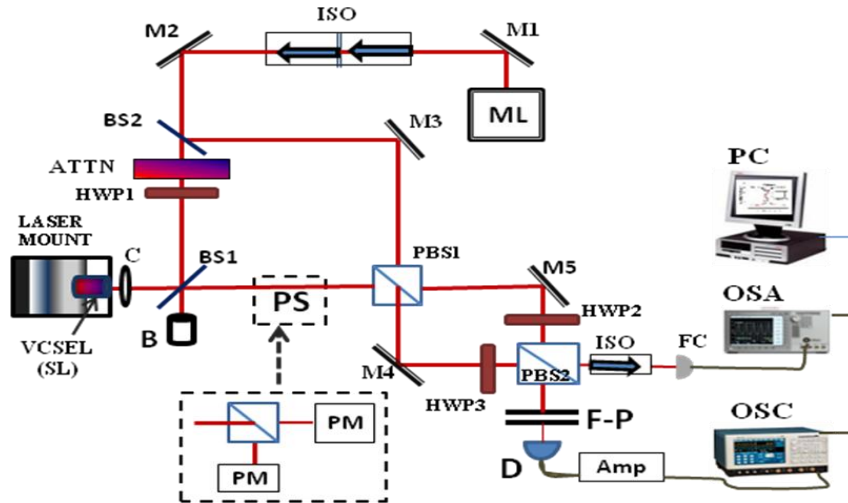 ISO
M2
M1
ML
BS2
M3
ATTN
HWP1
PC
LASER
MOUNT
C
BS1
PBS1
M5
PS
HWP2
OSA
B
ISO
FC
VCSEL
(SL)
M4
PBS2
HWP3
OSC
F-P
PM
D
Amp
PM